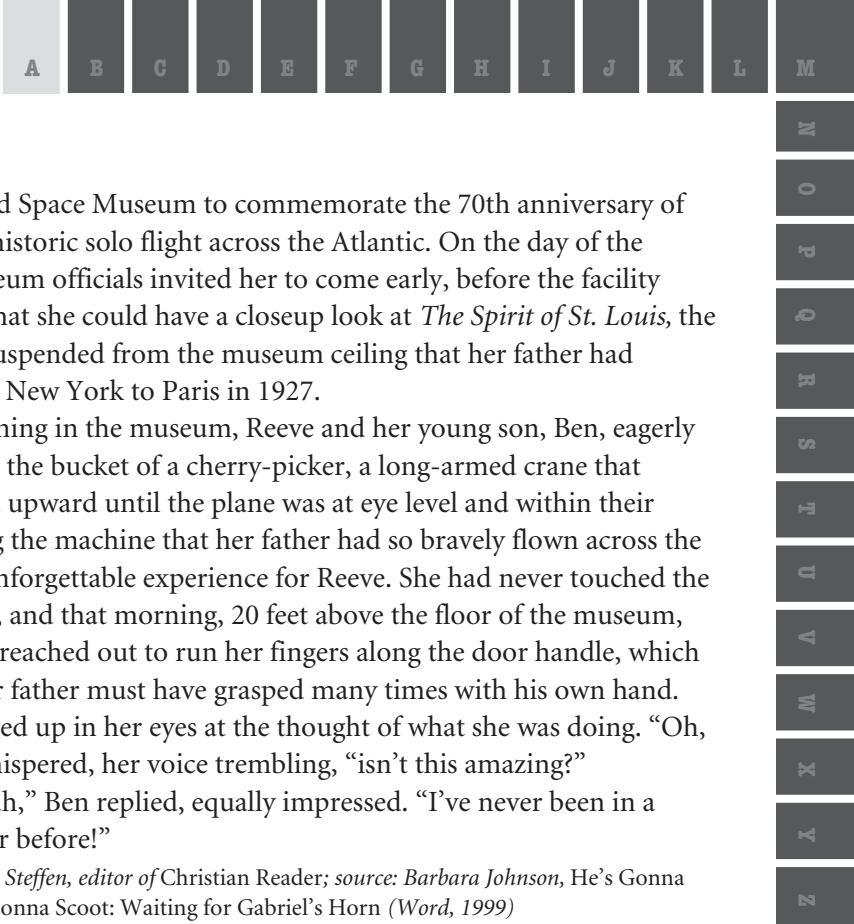 A B C D E F G H I J K L M
N
O
P
Q
R
S
T
U
V
W
X
Y
Z
Space Museum to commemorate the 70th anniversary of
historic solo flight across the Atlantic. On the day of the
officials invited her to come early, before the facility
she could have a closeup look at The Spirit of St. Louis, the
suspended from the museum ceiling that her father had
New York to Paris in 1927.
in the museum, Reeve and her young son, Ben, eagerly
the bucket of a cherry-picker, a long-armed crane that
upward until the plane was at eye level and within their
the machine that her father had so bravely flown across the
unforgettable experience for Reeve. She had never touched the
, and that morning, 20 feet above the floor of the museum,
reached out to run her fingers along the door handle, which
father must have grasped many times with his own hand.
up in her eyes at the thought of what she was doing. “Oh,
her voice trembling, “isn’t this amazing?”
Ben replied, equally impressed. “I’ve never been in a
before!”
Steffen, editor of Christian Reader; source: Barbara Johnson, He’s Gonna
Scoot: Waiting for Gabriel’s Horn (Word, 1999)